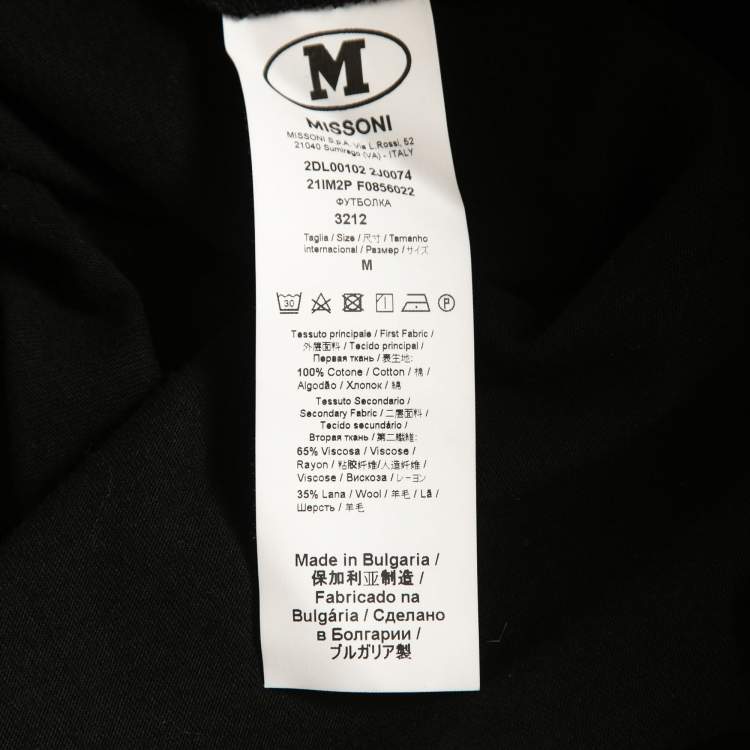 M
MISSONI
MISSONI S.p.A. Via L.Rossi, 52
21040 Sumirago (VA) - ITALY
2DL00102 2J0074
21IM2P F0856022
ФУТБОЛКА
3212
Taglia / Size / 尺寸 / Tamanho
internacional / Размер / サイズ
M
30
P
Tessuto principale / First Fabric /
外层面料 / Tecido principal /
Первая ткань / 表生地:
100% Cotone / Cotton / 棉 /
Algodão / Хлопок / 綿
Tessuto Secondario /
Secondary Fabric / 二层面料 /
Tecido secundário /
Вторая ткань / 第二繊維:
65% Viscosa / Viscose /
Rayon / 粘胶纤维/人造纤维 /
Viscose / Вискоза / レーヨン
35% Lana / Wool / 羊毛 / Lã /
Шерсть / 羊毛
Made in Bulgaria /
保加利亚制造 /
Fabricado na
Bulgária / Сделано
в Болгарии /
ブルガリア製